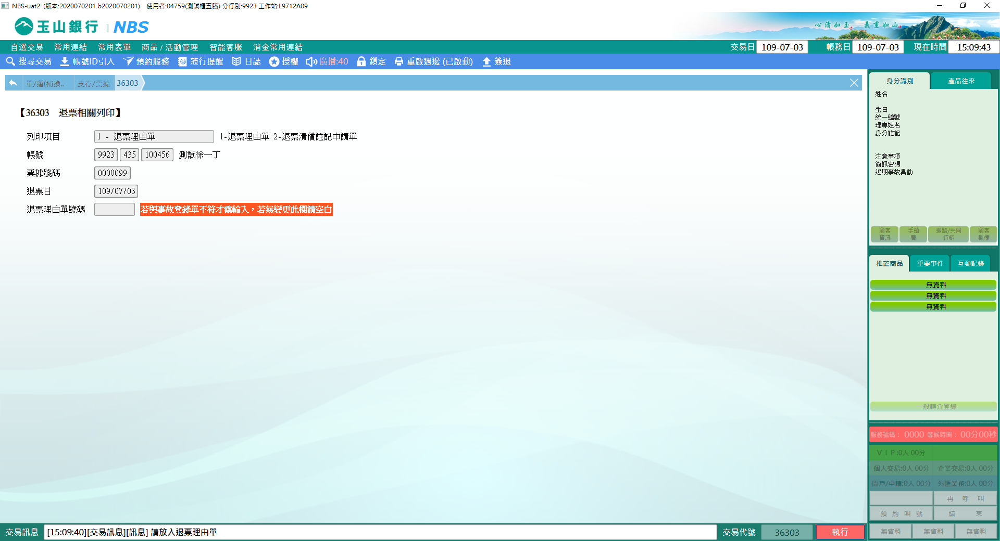 NBS-uat2 (版本:2020070201.b2020070201) 使用者:04759(測試櫃五腾) 分行別:9923 工作站:L9712A09
玉山銀行 | NBS
心清如玉。義重如山。
自選交易 常用連結 常用表單 商品 / 活動管理 智能客服 消金常用連結 交易日 109-07-03 帳務日 109-07-03 現在時間 15:09:43
搜尋交易 帳號ID引入 預約服務 蒞行提醒 日誌 授權 廣播:40 鎖定 重啟週邊 (已啟動) 簽退
單/摺(補換.. 支存/票據 36303
【36303 退票相關列印】
列印項目 1 - 退票理由單 1-退票理由單 2-退票清償註記申請單
帳號 9923 435 100456 測試徐一丁
票據號碼 0000099
退票日 109/07/03
退票理由單號碼 若與事故登錄單不符才需輸入，若無變更此欄請空白
身分識別 產品往來
姓名
生日
統一編號
理專姓名
身分註記
注意事項
簡訊密碼
近期事故異動
顧客資訊 手續費 通路/共同行銷 顧客影像
推薦商品 重要事件 互動記錄
無資料
無資料
無資料
一般轉介登錄
服務號碼： 0000 等候時間： 00分00秒
ＶＩＰ:0人 00分
個人交易:0人 00分 企業交易:0人 00分
開戶/申請:0人 00分 外匯業務:0人 00分
再 呼 叫
預 約 叫 號 結 束
無資料 無資料 無資料
交易訊息 [15:09:40][交易訊息][訊息] 請放入退票理由單 交易代號 36303 執行